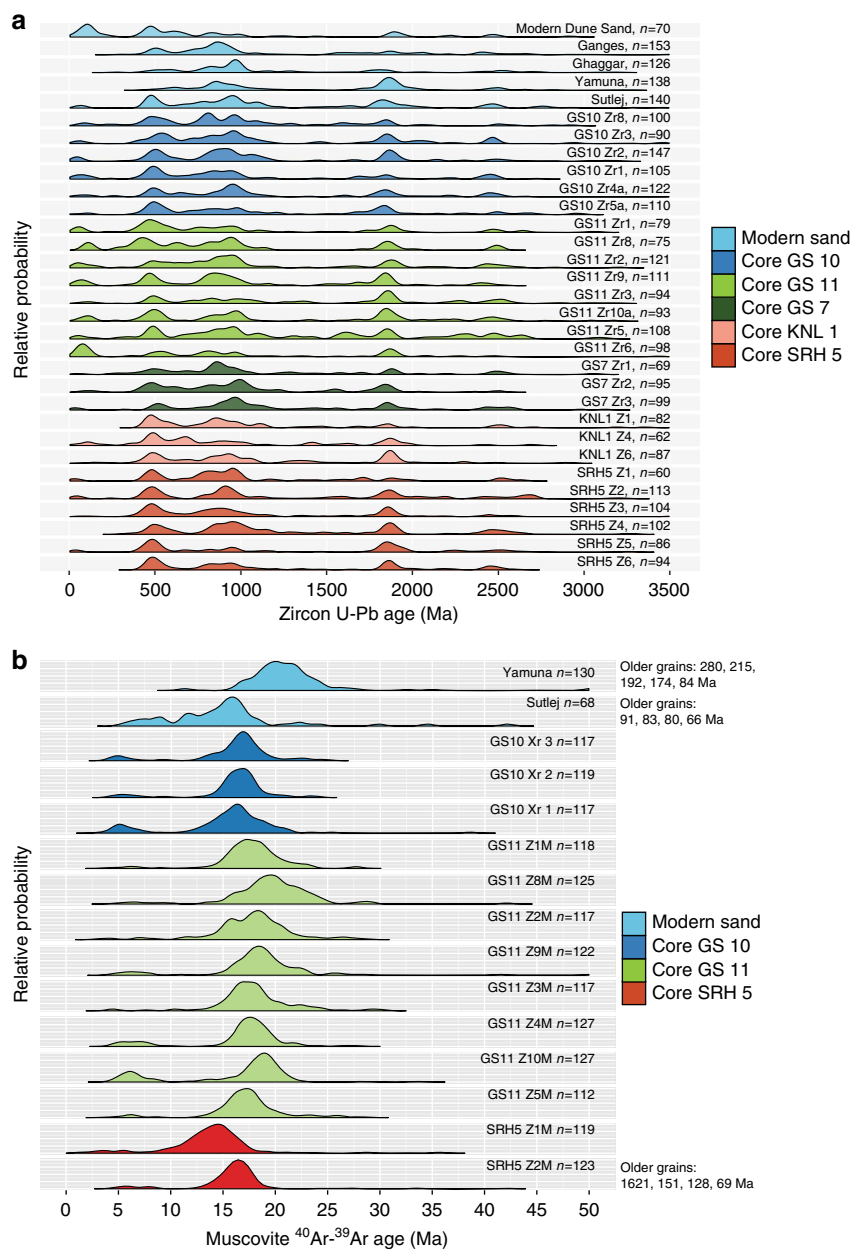 a
Modern Dune Sand, n=70
Ganges, n=153
Ghaggar, n=126
Yamuna, n=138
Sutlej, n=140
GS10 Zr8, n=100
GS10 Zr3, n=90
GS10 Zr2, n=147
GS10 Zr1, n=105
GS10 Zr4a, n=122
GS10 Zr5a, n=110
GS11 Zr1, n=79
GS11 Zr8, n=75
GS11 Zr2, n=121
GS11 Zr9, n=111
GS11 Zr3, n=94
GS11 Zr10a, n=93
GS11 Zr5, n=108
GS11 Zr6, n=98
GS7 Zr1, n=69
GS7 Zr2, n=95
GS7 Zr3, n=99
KNL1 Z1, n=82
KNL1 Z4, n=62
KNL1 Z6, n=87
SRH5 Z1, n=60
SRH5 Z2, n=113
SRH5 Z3, n=104
SRH5 Z4, n=102
SRH5 Z5, n=86
SRH5 Z6, n=94
Relative probability
0 500 1000 1500 2000 2500 3000 3500
Zircon U-Pb age (Ma)
Modern sand
Core GS 10
Core GS 11
Core GS 7
Core KNL 1
Core SRH 5
b
Yamuna n=130
Older grains: 280, 215,
192, 174, 84 Ma
Sutlej n=68
Older grains:
91, 83, 80, 66 Ma
GS10 Xr 3 n=117
GS10 Xr 2 n=119
GS10 Xr 1 n=117
GS11 Z1M n=118
GS11 Z8M n=125
GS11 Z2M n=117
GS11 Z9M n=122
GS11 Z3M n=117
GS11 Z4M n=127
GS11 Z10M n=127
GS11 Z5M n=112
SRH5 Z1M n=119
SRH5 Z2M n=123
Older grains:
1621, 151, 128, 69 Ma
Relative probability
0 5 10 15 20 25 30 35 40 45 50
Muscovite ⁴⁰Ar-³⁹Ar age (Ma)
Modern sand
Core GS 10
Core GS 11
Core SRH 5